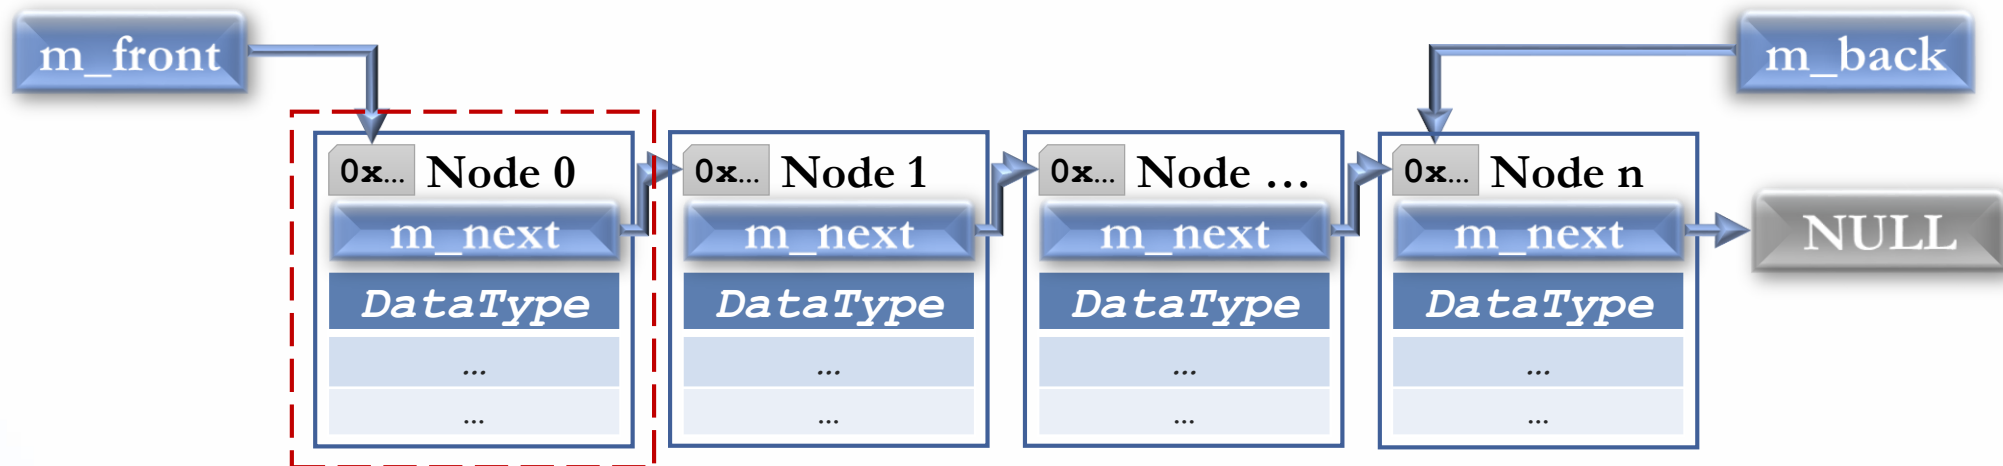 m_front
m_back
0x... Node 0
0x... Node 1
0x... Node ...
0x... Node n
m_next
m_next
m_next
m_next
NULL
DataType
DataType
DataType
DataType
...
...
...
...
...
...
...
...